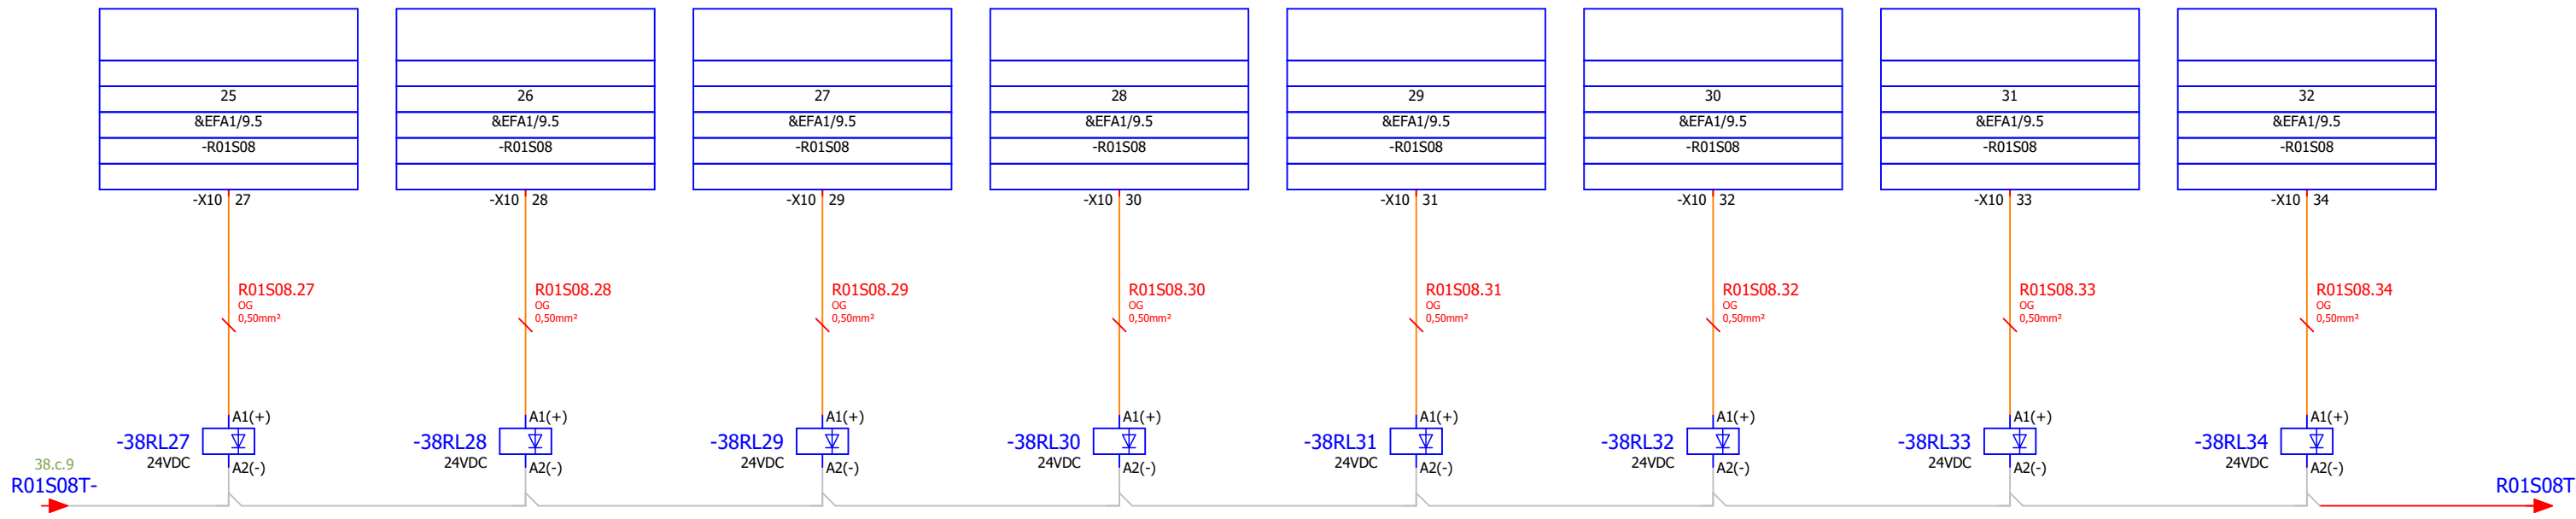 25 26 27 28 29 30 31 32
&EFA1/9.5 &EFA1/9.5 &EFA1/9.5 &EFA1/9.5 &EFA1/9.5 &EFA1/9.5 &EFA1/9.5 &EFA1/9.5
-R01S08 -R01S08 -R01S08 -R01S08 -R01S08 -R01S08 -R01S08 -R01S08
-X10 27 -X10 28 -X10 29 -X10 30 -X10 31 -X10 32 -X10 33 -X10 34
R01S08.27 R01S08.28 R01S08.29 R01S08.30 R01S08.31 R01S08.32 R01S08.33 R01S08.34
OG OG OG OG OG OG OG OG
0,50mm² 0,50mm² 0,50mm² 0,50mm² 0,50mm² 0,50mm² 0,50mm² 0,50mm²
A1(+) A1(+) A1(+) A1(+) A1(+) A1(+) A1(+) A1(+)
-38RL27 -38RL28 -38RL29 -38RL30 -38RL31 -38RL32 -38RL33 -38RL34
38.c.9 24VDC 24VDC 24VDC 24VDC 24VDC 24VDC 24VDC 24VDC
A2(-) A2(-) A2(-) A2(-) A2(-) A2(-) A2(-) A2(-)
R01S08T- R01S08T